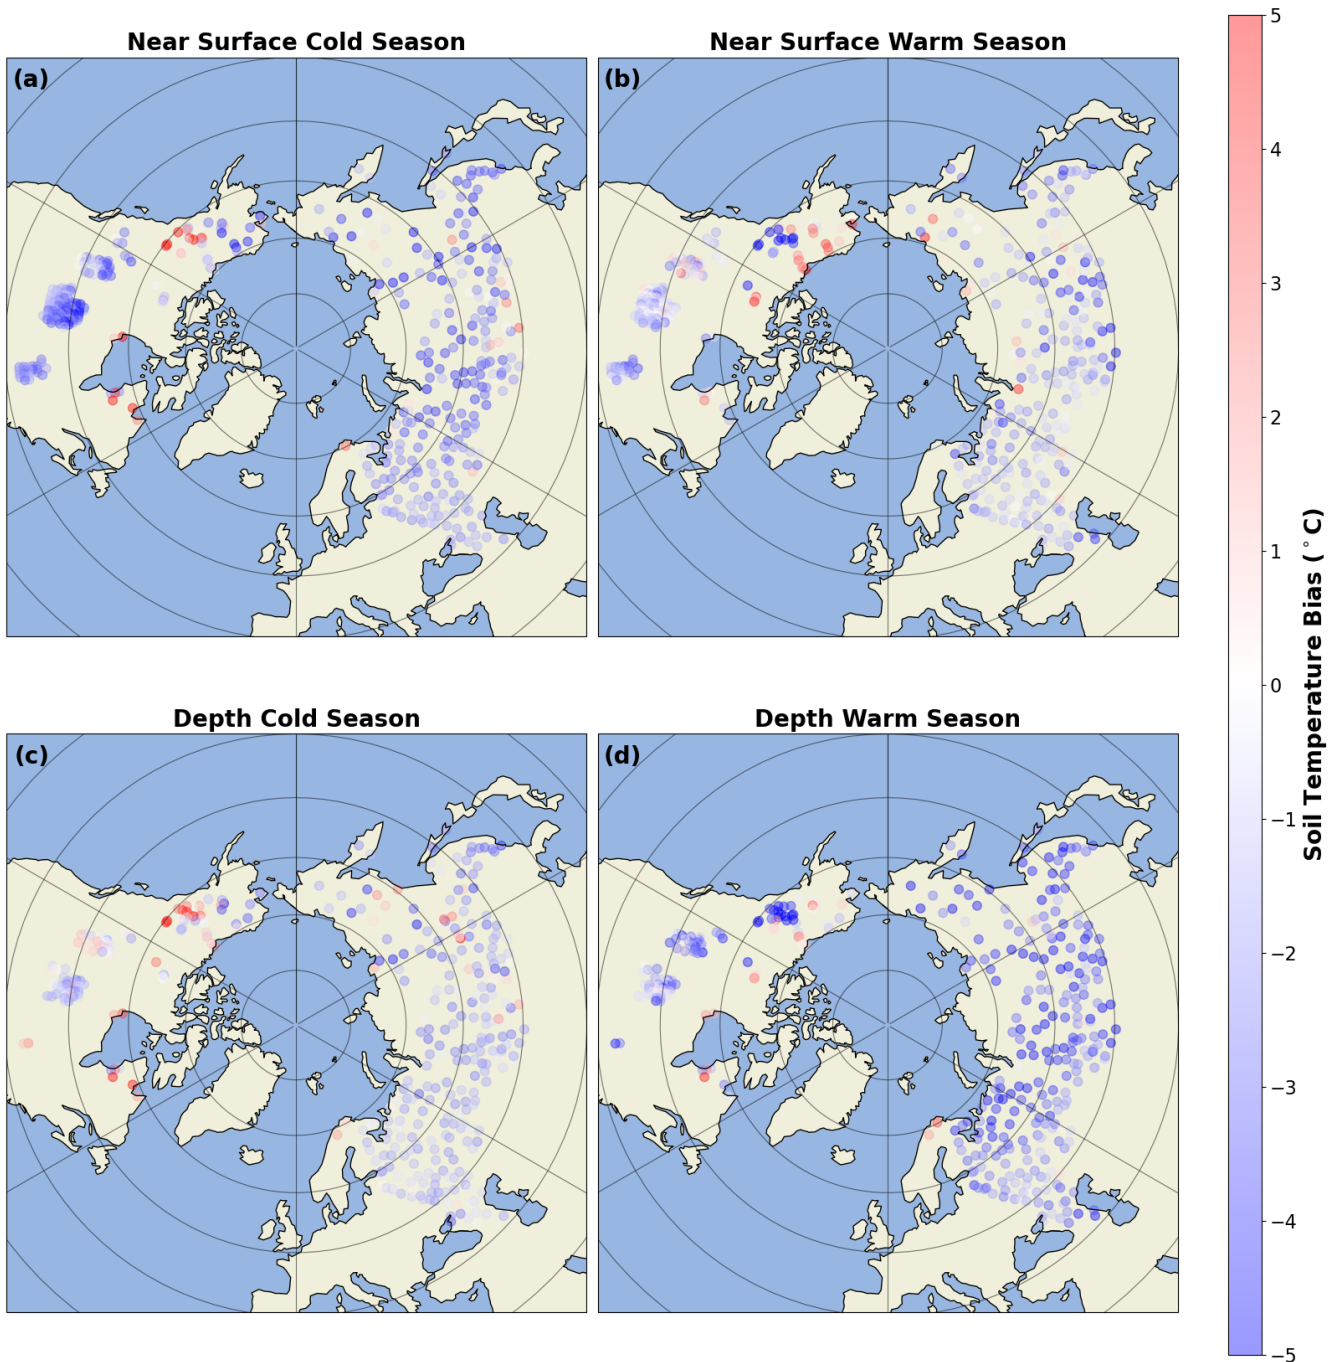 Near Surface Cold Season
Near Surface Warm Season
(a)
(b)
Depth Cold Season
Depth Warm Season
(c)
(d)
5
4
3
2
1
0
−1
−2
−3
−4
−5
Soil Temperature Bias (°C)